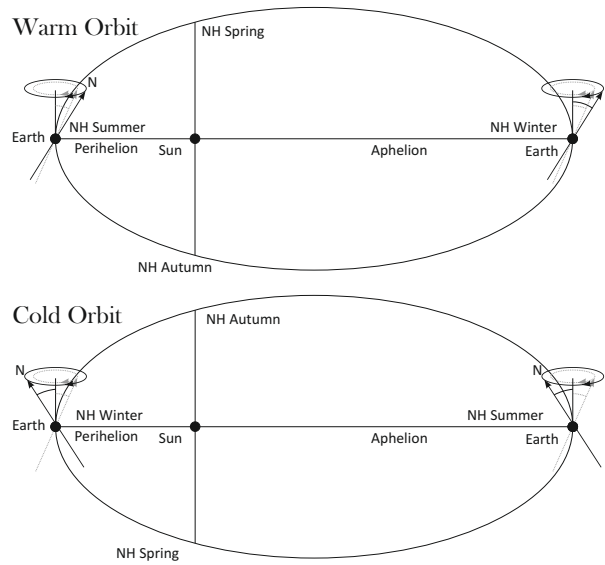 Warm Orbit
NH Spring
N
Earth
NH Summer
Perihelion
Sun
Aphelion
NH Winter
Earth
NH Autumn
Cold Orbit
NH Autumn
N
N
Earth
NH Winter
Perihelion
Sun
Aphelion
NH Summer
Earth
NH Spring